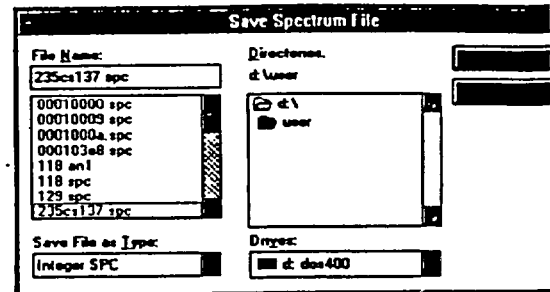 Save Spectrum File
File Name:
235cs137 spc
00010000 spc
00010009 spc
0001000a.spc
000103e8 spc
118 an1
118 spc
129 spc
235cs137 spc
Save File as Type:
Integer SPC
Directories.
d:\user
d:\
user
Drives:
d: dos400